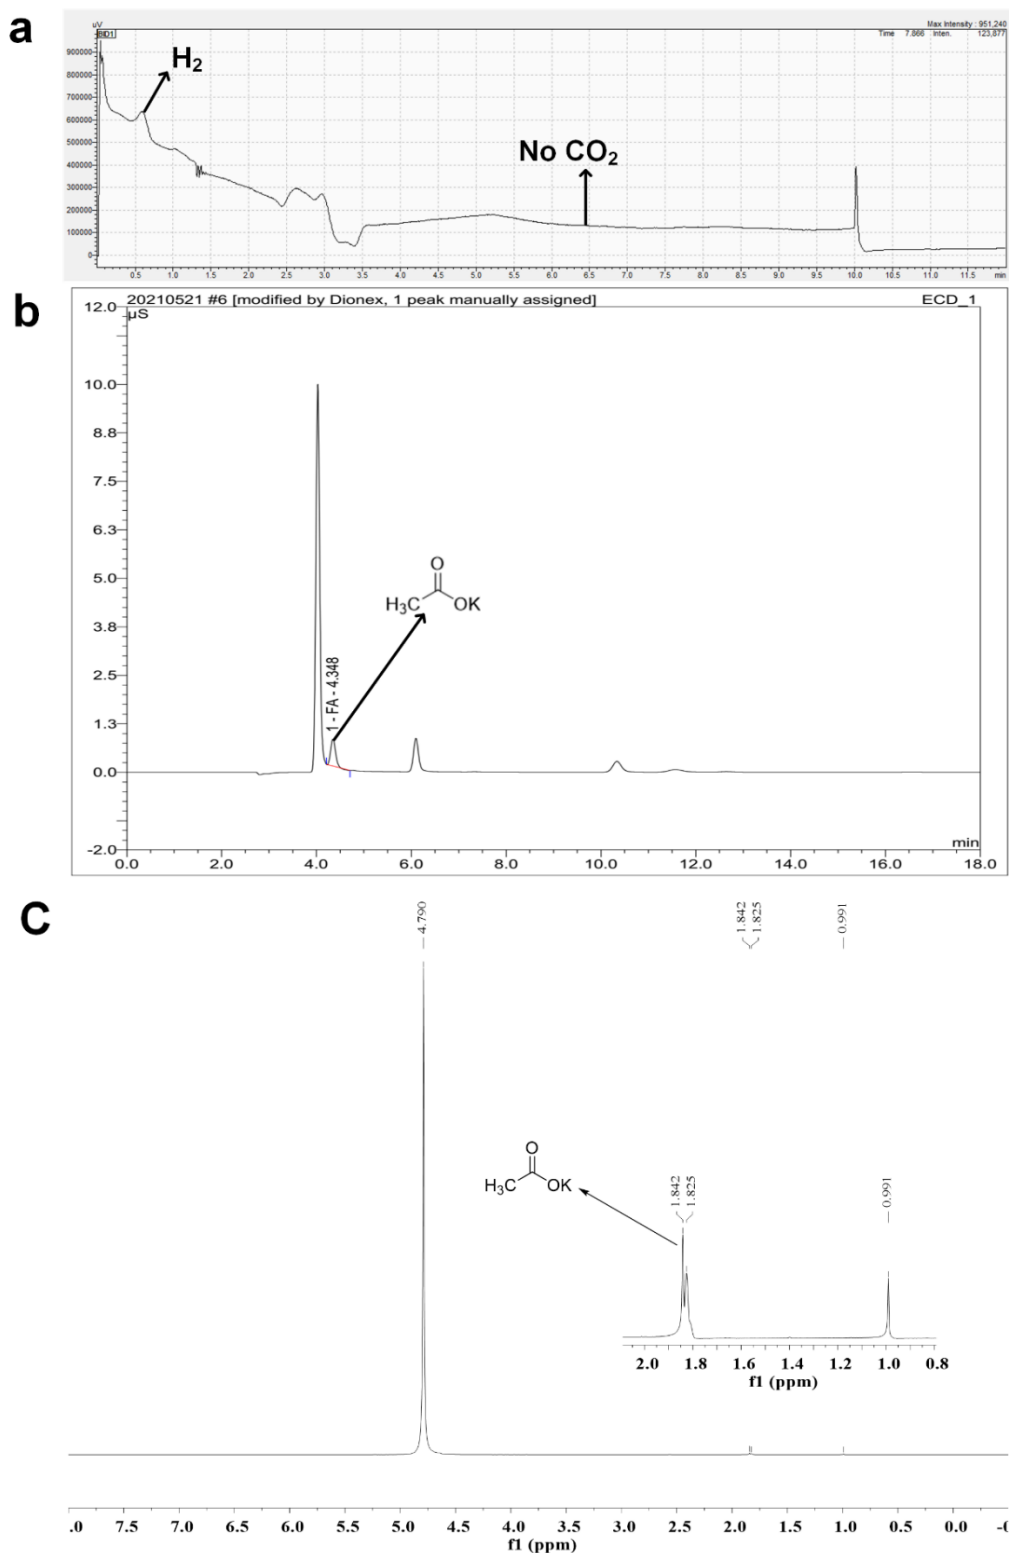 a
uV
BID1
Max Intensity : 951,240
Time 7.866 Inten. 123,877
H2
No CO2
900000
800000
700000
600000
500000
400000
300000
200000
100000
0
0.5 1.0 1.5 2.0 2.5 3.0 3.5 4.0 4.5 5.0 5.5 6.0 6.5 7.0 7.5 8.0 8.5 9.0 9.5 10.0 10.5 11.0 11.5 min
b
20210521 #6 [modified by Dionex, 1 peak manually assigned] ECD_1
µS
12.0
10.0
8.8
7.5
6.3
5.0
3.8
2.5
1.3
0.0
-2.0
O
H3C OK
1 - FA - 4.348
min
0.0 2.0 4.0 6.0 8.0 10.0 12.0 14.0 16.0 18.0
C
4.790
1.842
1.825
0.991
O
H3C OK
1.842
1.825
0.991
2.0 1.8 1.6 1.4 1.2 1.0 0.8
f1 (ppm)
.0 7.5 7.0 6.5 6.0 5.5 5.0 4.5 4.0 3.5 3.0 2.5 2.0 1.5 1.0 0.5 0.0 -0
f1 (ppm)